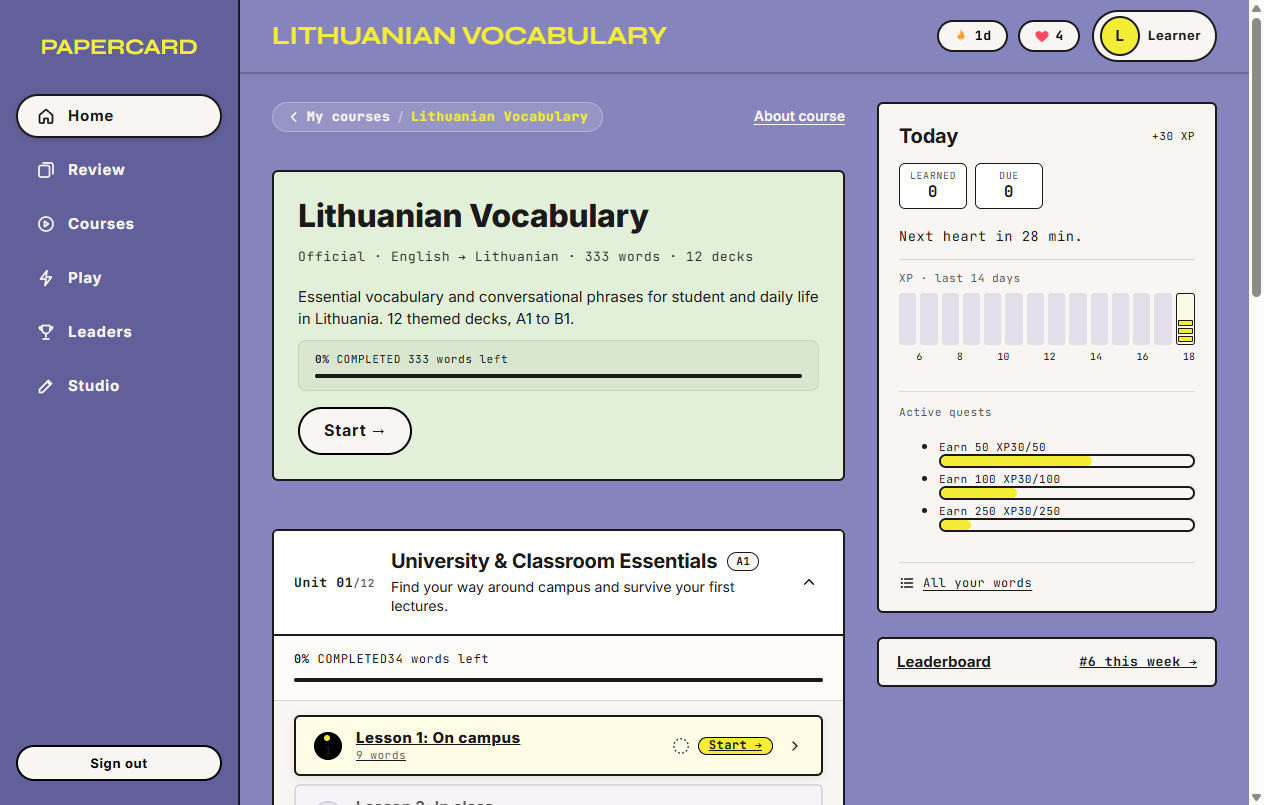 PAPERCARD
Home
Review
Courses
Play
Leaders
Studio
Sign out
LITHUANIAN VOCABULARY
1d
4
L
Learner
My courses / Lithuanian Vocabulary
About course
Lithuanian Vocabulary
Official · English → Lithuanian · 333 words · 12 decks
Essential vocabulary and conversational phrases for student and daily life
in Lithuania. 12 themed decks, A1 to B1.
0% COMPLETED 333 words left
Start →
Unit 01/12
University & Classroom Essentials A1
Find your way around campus and survive your first
lectures.
0% COMPLETED34 words left
1
Lesson 1: On campus
9 words
Start →
Lesson 2: In class
Today
+30 XP
LEARNED
0
DUE
0
Next heart in 28 min.
XP · last 14 days
6 8 10 12 14 16 18
Active quests
Earn 50 XP30/50
Earn 100 XP30/100
Earn 250 XP30/250
All your words
Leaderboard
#6 this week →